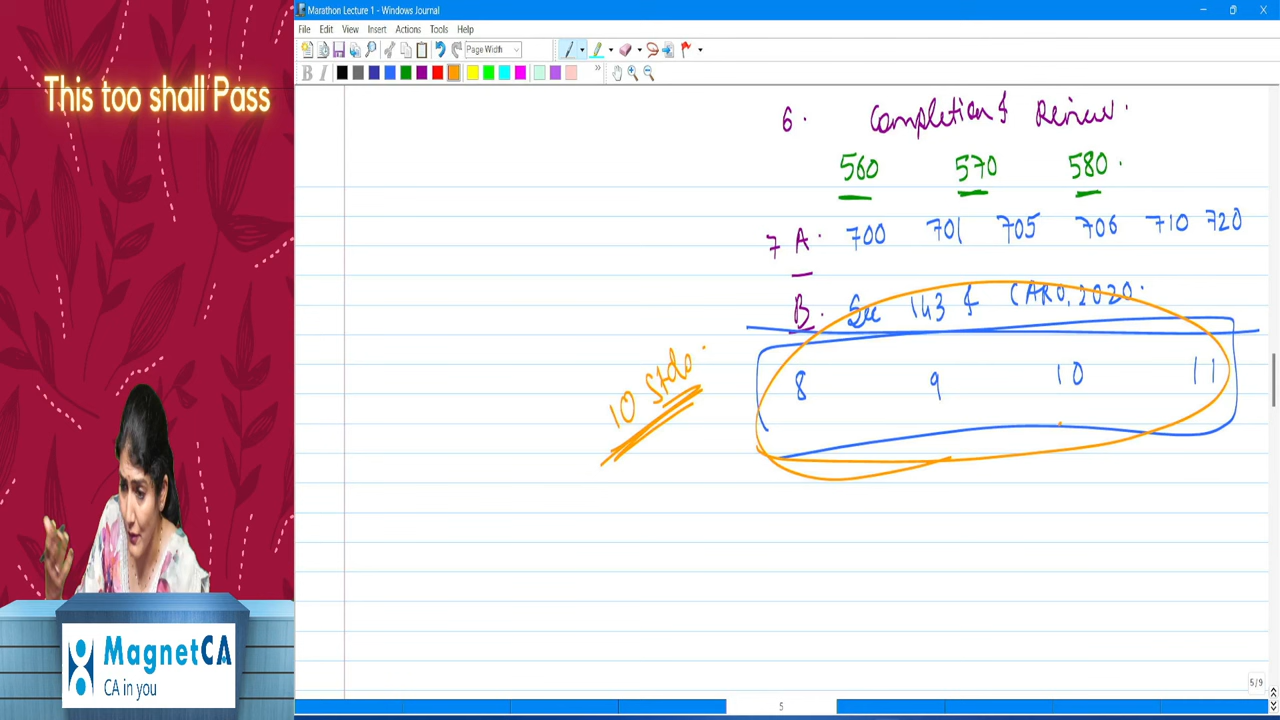 This too shall Pass
MagnetCA
CA in you
Marathon Lecture 1 - Windows Journal
File Edit View Insert Actions Tools Help
Page Width
B I
6. Completion & Review.
560 570 580.
7 A. 700 701 705 706 710 720
B. Sec 143 & CARO, 2020.
8 9 10 11
10 Stds.
5/9
5